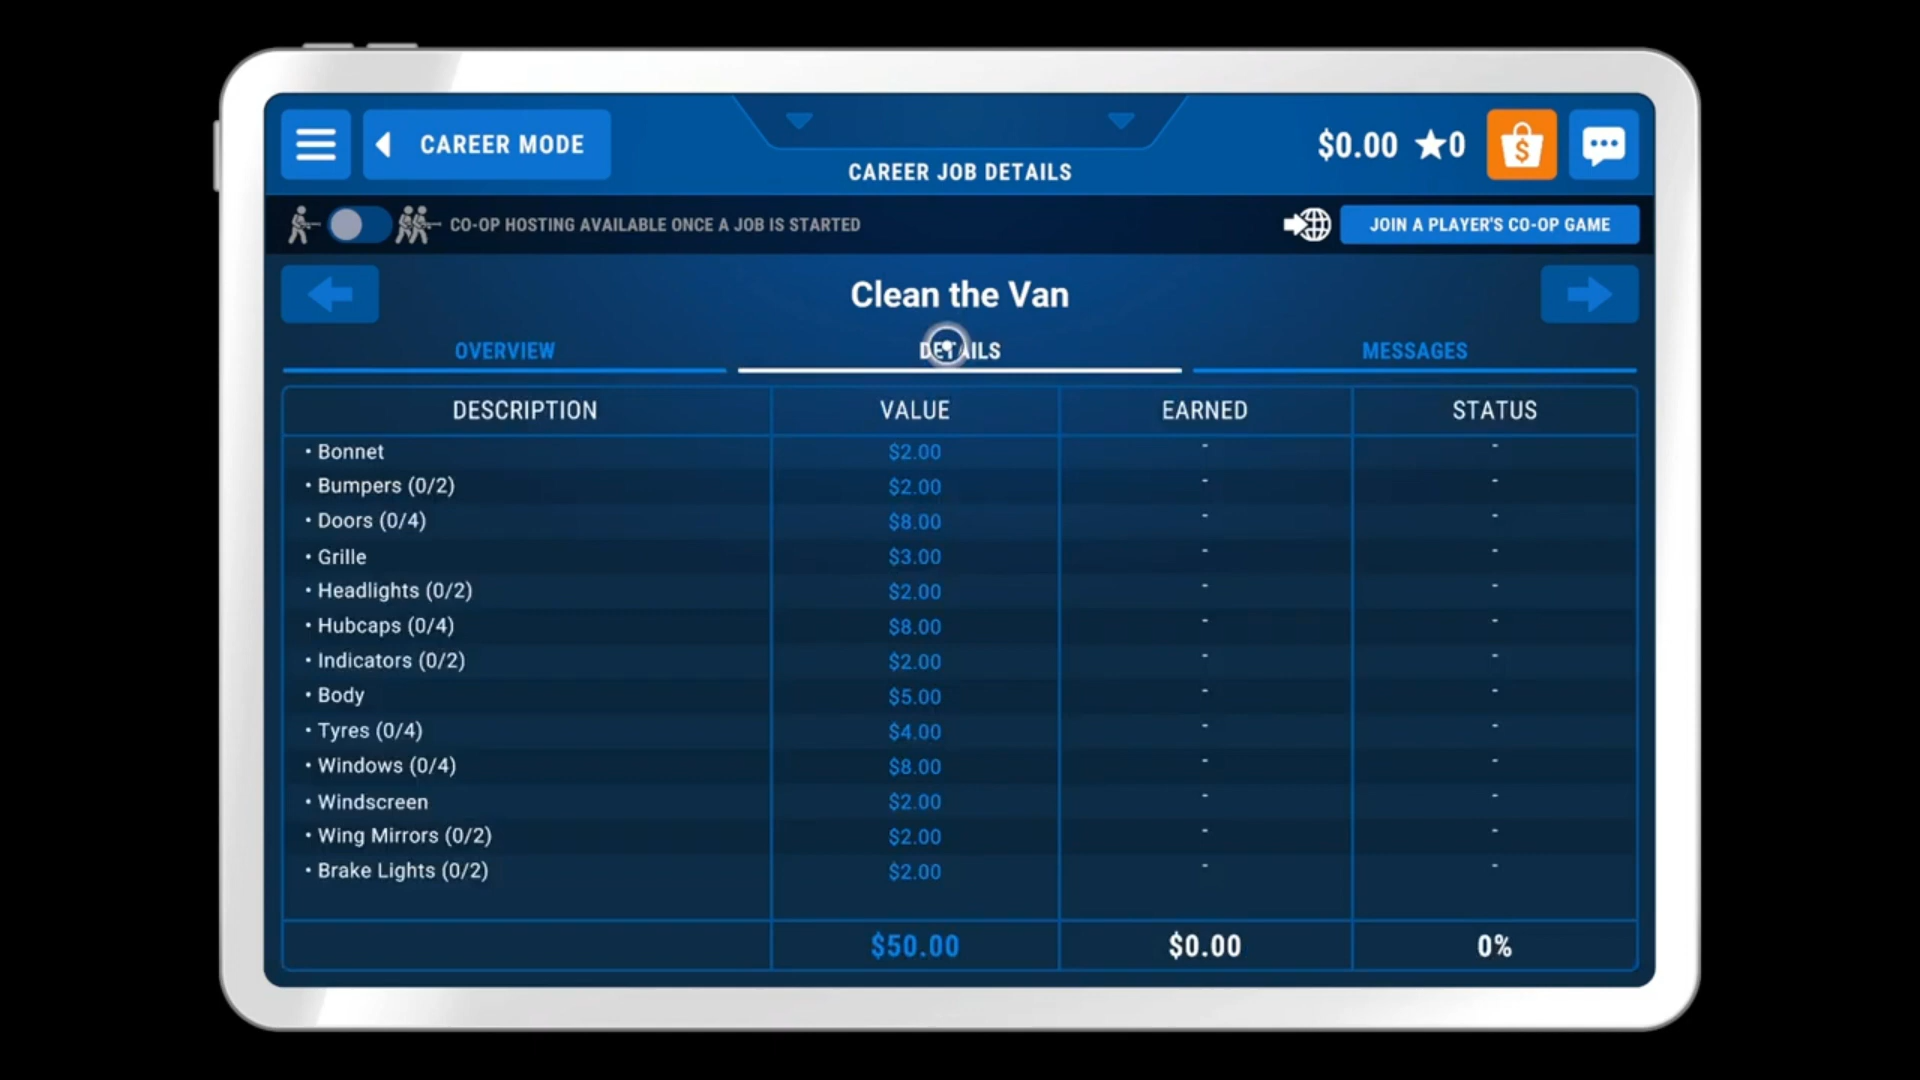 CAREER MODE
$0.00 ★0
CAREER JOB DETAILS
CO-OP HOSTING AVAILABLE ONCE A JOB IS STARTED
JOIN A PLAYER'S CO-OP GAME
Clean the Van
OVERVIEW DETAILS MESSAGES
DESCRIPTION VALUE EARNED STATUS
• Bonnet $2.00 - -
• Bumpers (0/2) $2.00 - -
• Doors (0/4) $8.00 - -
• Grille $3.00 - -
• Headlights (0/2) $2.00 - -
• Hubcaps (0/4) $8.00 - -
• Indicators (0/2) $2.00 - -
• Body $5.00 - -
• Tyres (0/4) $4.00 - -
• Windows (0/4) $8.00 - -
• Windscreen $2.00 - -
• Wing Mirrors (0/2) $2.00 - -
• Brake Lights (0/2) $2.00 - -
$50.00 $0.00 0%